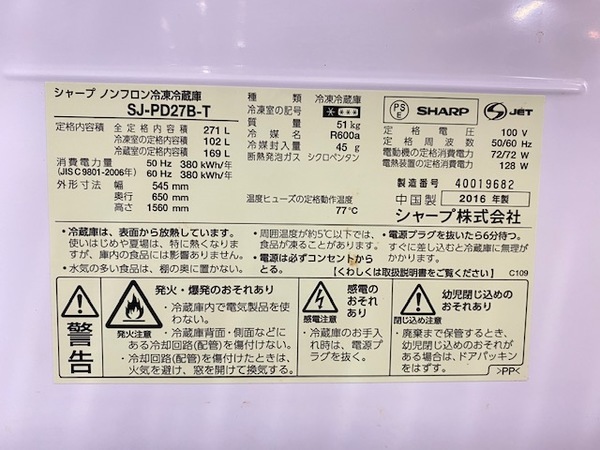 シャープ ノンフロン冷凍冷蔵庫
SJ-PD27B-T
定格内容積 全定格内容積 271 L
冷凍室の定格内容積 102 L
冷蔵室の定格内容積 169 L
消費電力量 50 Hz 380 kWh/年
(JIS C 9801-2006年) 60 Hz 380 kWh/年
外形寸法 幅 545 mm
奥行 650 mm
高さ 1560 mm
種類 冷凍冷蔵庫
冷凍室の記号 ****
質量 51 kg
冷媒 R600a
冷媒封入量 45 g
断熱発泡ガス シクロペンタン
温度ヒューズの定格動作温度
77℃
PS
E
SHARP
JET
定格電圧 100 V
定格周波数 50/60 Hz
電動機の定格消費電力 72/72 W
電熱装置の定格消費電力 128 W
製造番号 40019682
中国製 2016 年製
シャープ株式会社
・冷蔵庫は、表面から放熱しています。
使いはじめや夏場は、特に熱くなりま
すが、庫内の食品には影響ありません。
・水気の多い食品は、棚の奥に置かない。
・周囲温度が約5℃以下では、
食品が凍ることがあります。
・電源は必ずコンセントから
とる。
・電源プラグを抜いたら6分待つ。
すぐに差し込むと冷蔵庫に無理が
かかります。
【くわしくは取扱説明書をご覧ください】
C109
警告
発火・爆発のおそれあり
発火注意
・冷蔵庫内で電気製品を使
わない。
・冷蔵庫背面・側面などに
ある冷却回路(配管)を傷付けない。
・冷却回路(配管)を傷付けたときは、
火気を避け、窓を開けて換気する。
感電注意
感電の
おそれ
あり
・冷蔵庫のお手入
れ時は、電源プ
ラグを抜く。
閉じ込め注意
幼児閉じ込めの
おそれあり
・廃棄まで保管するとき、
幼児閉じ込めのおそれが
ある場合は、ドアパッキン
をはずす。
>PP<